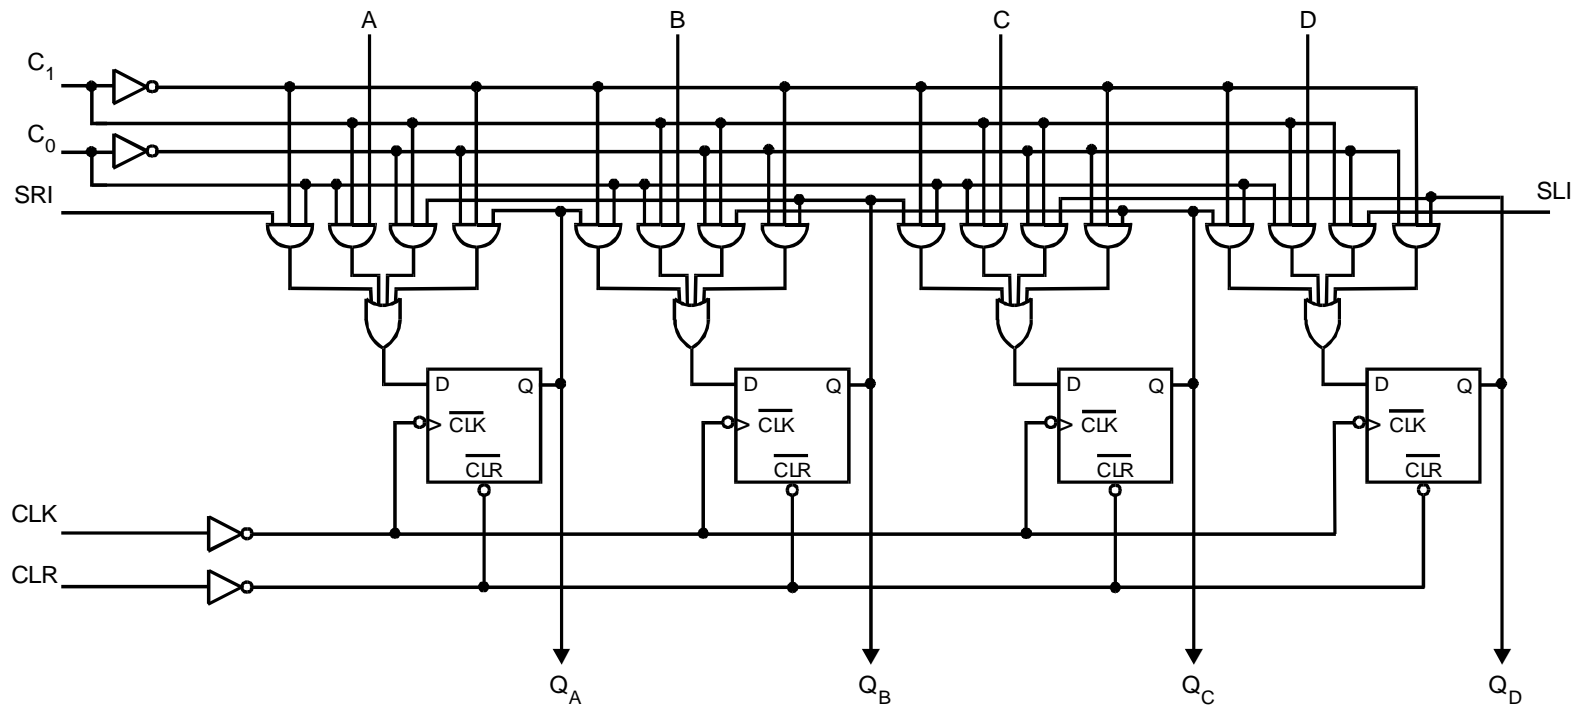 A B C D
C1
C0
SRI SLI
D Q D Q D Q D Q
CLK CLK CLK CLK
CLR CLR CLR CLR
CLK
CLR
QA QB QC QD